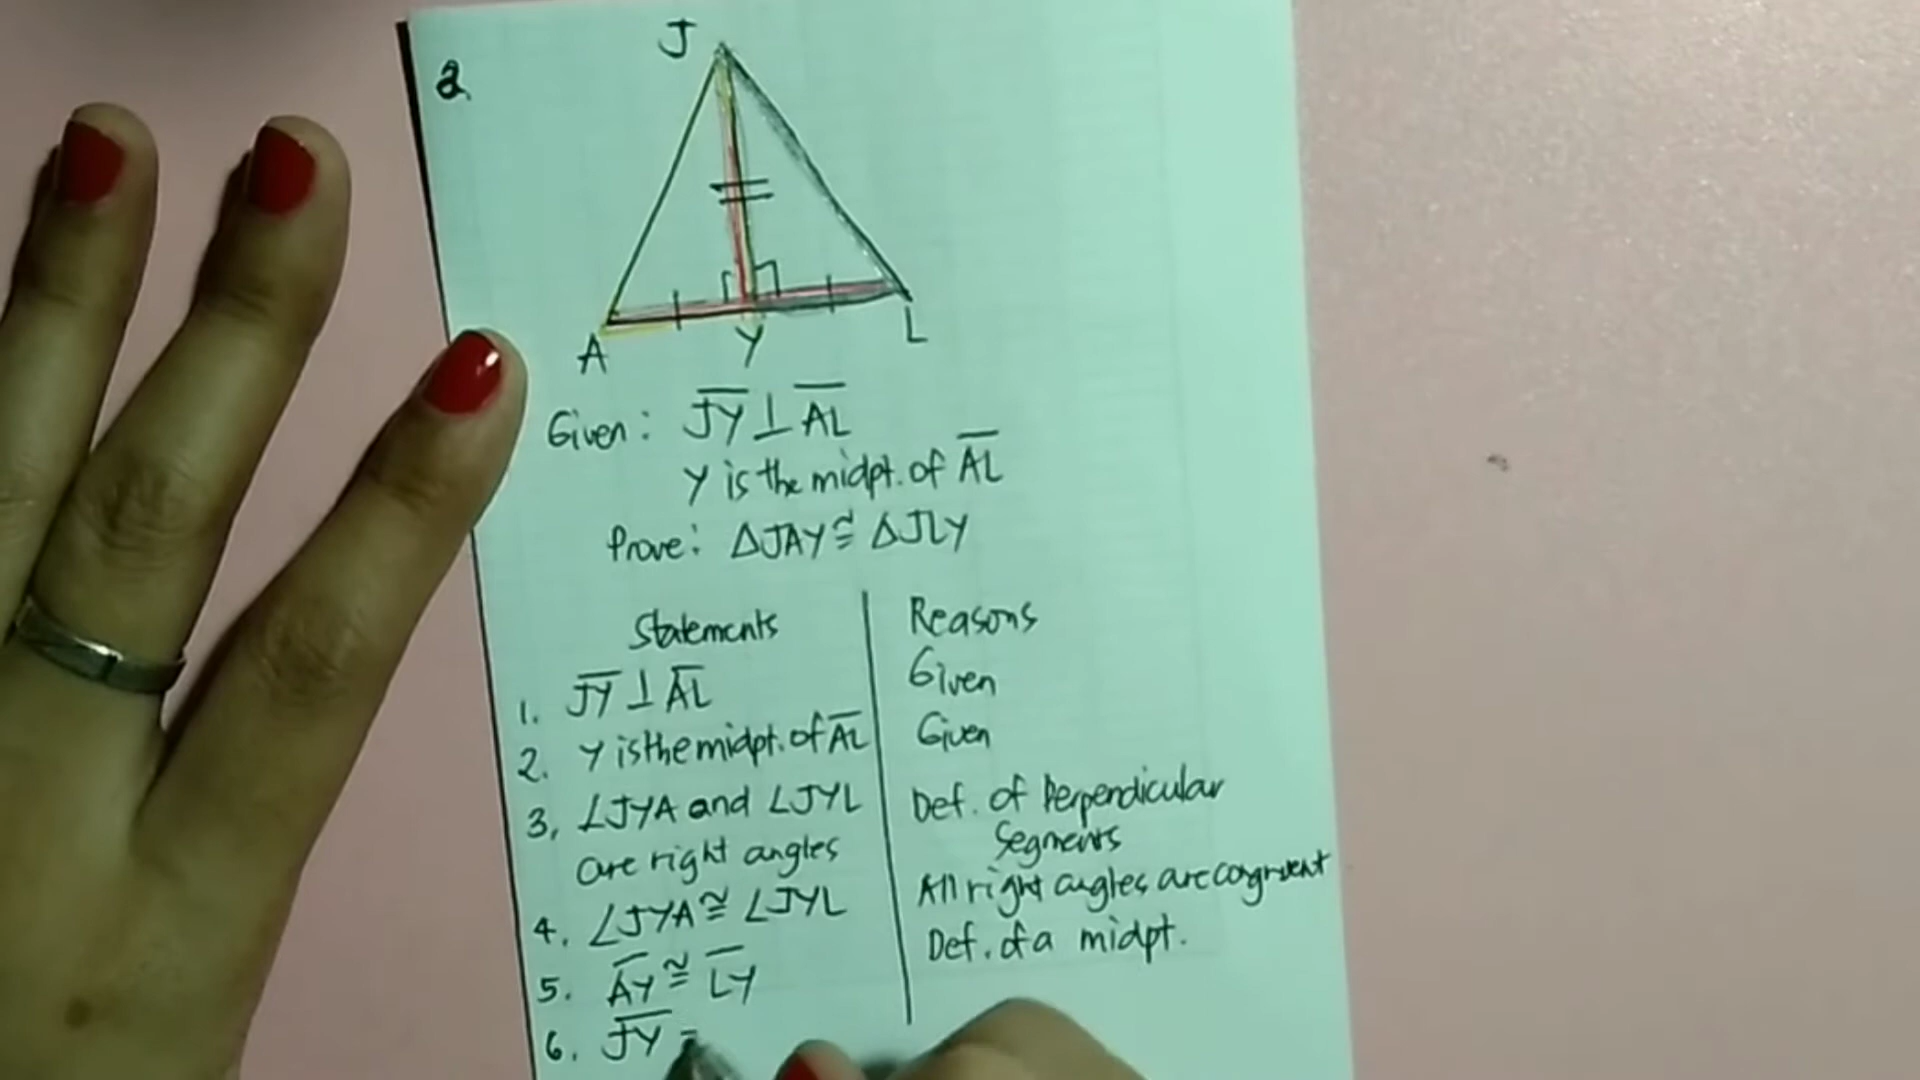 2
J
A Y L
Given: JY ⊥ AL
Y is the midpt. of AL
Prove: ΔJAY ≅ ΔJLY
Statements Reasons
1. JY ⊥ AL Given
2. Y is the midpt. of AL Given
3. ∠JYA and ∠JYL Def. of Perpendicular
are right angles Segments
4. ∠JYA ≅ ∠JYL All right angles are congruent
5. AY ≅ LY Def. of a midpt.
6. JY